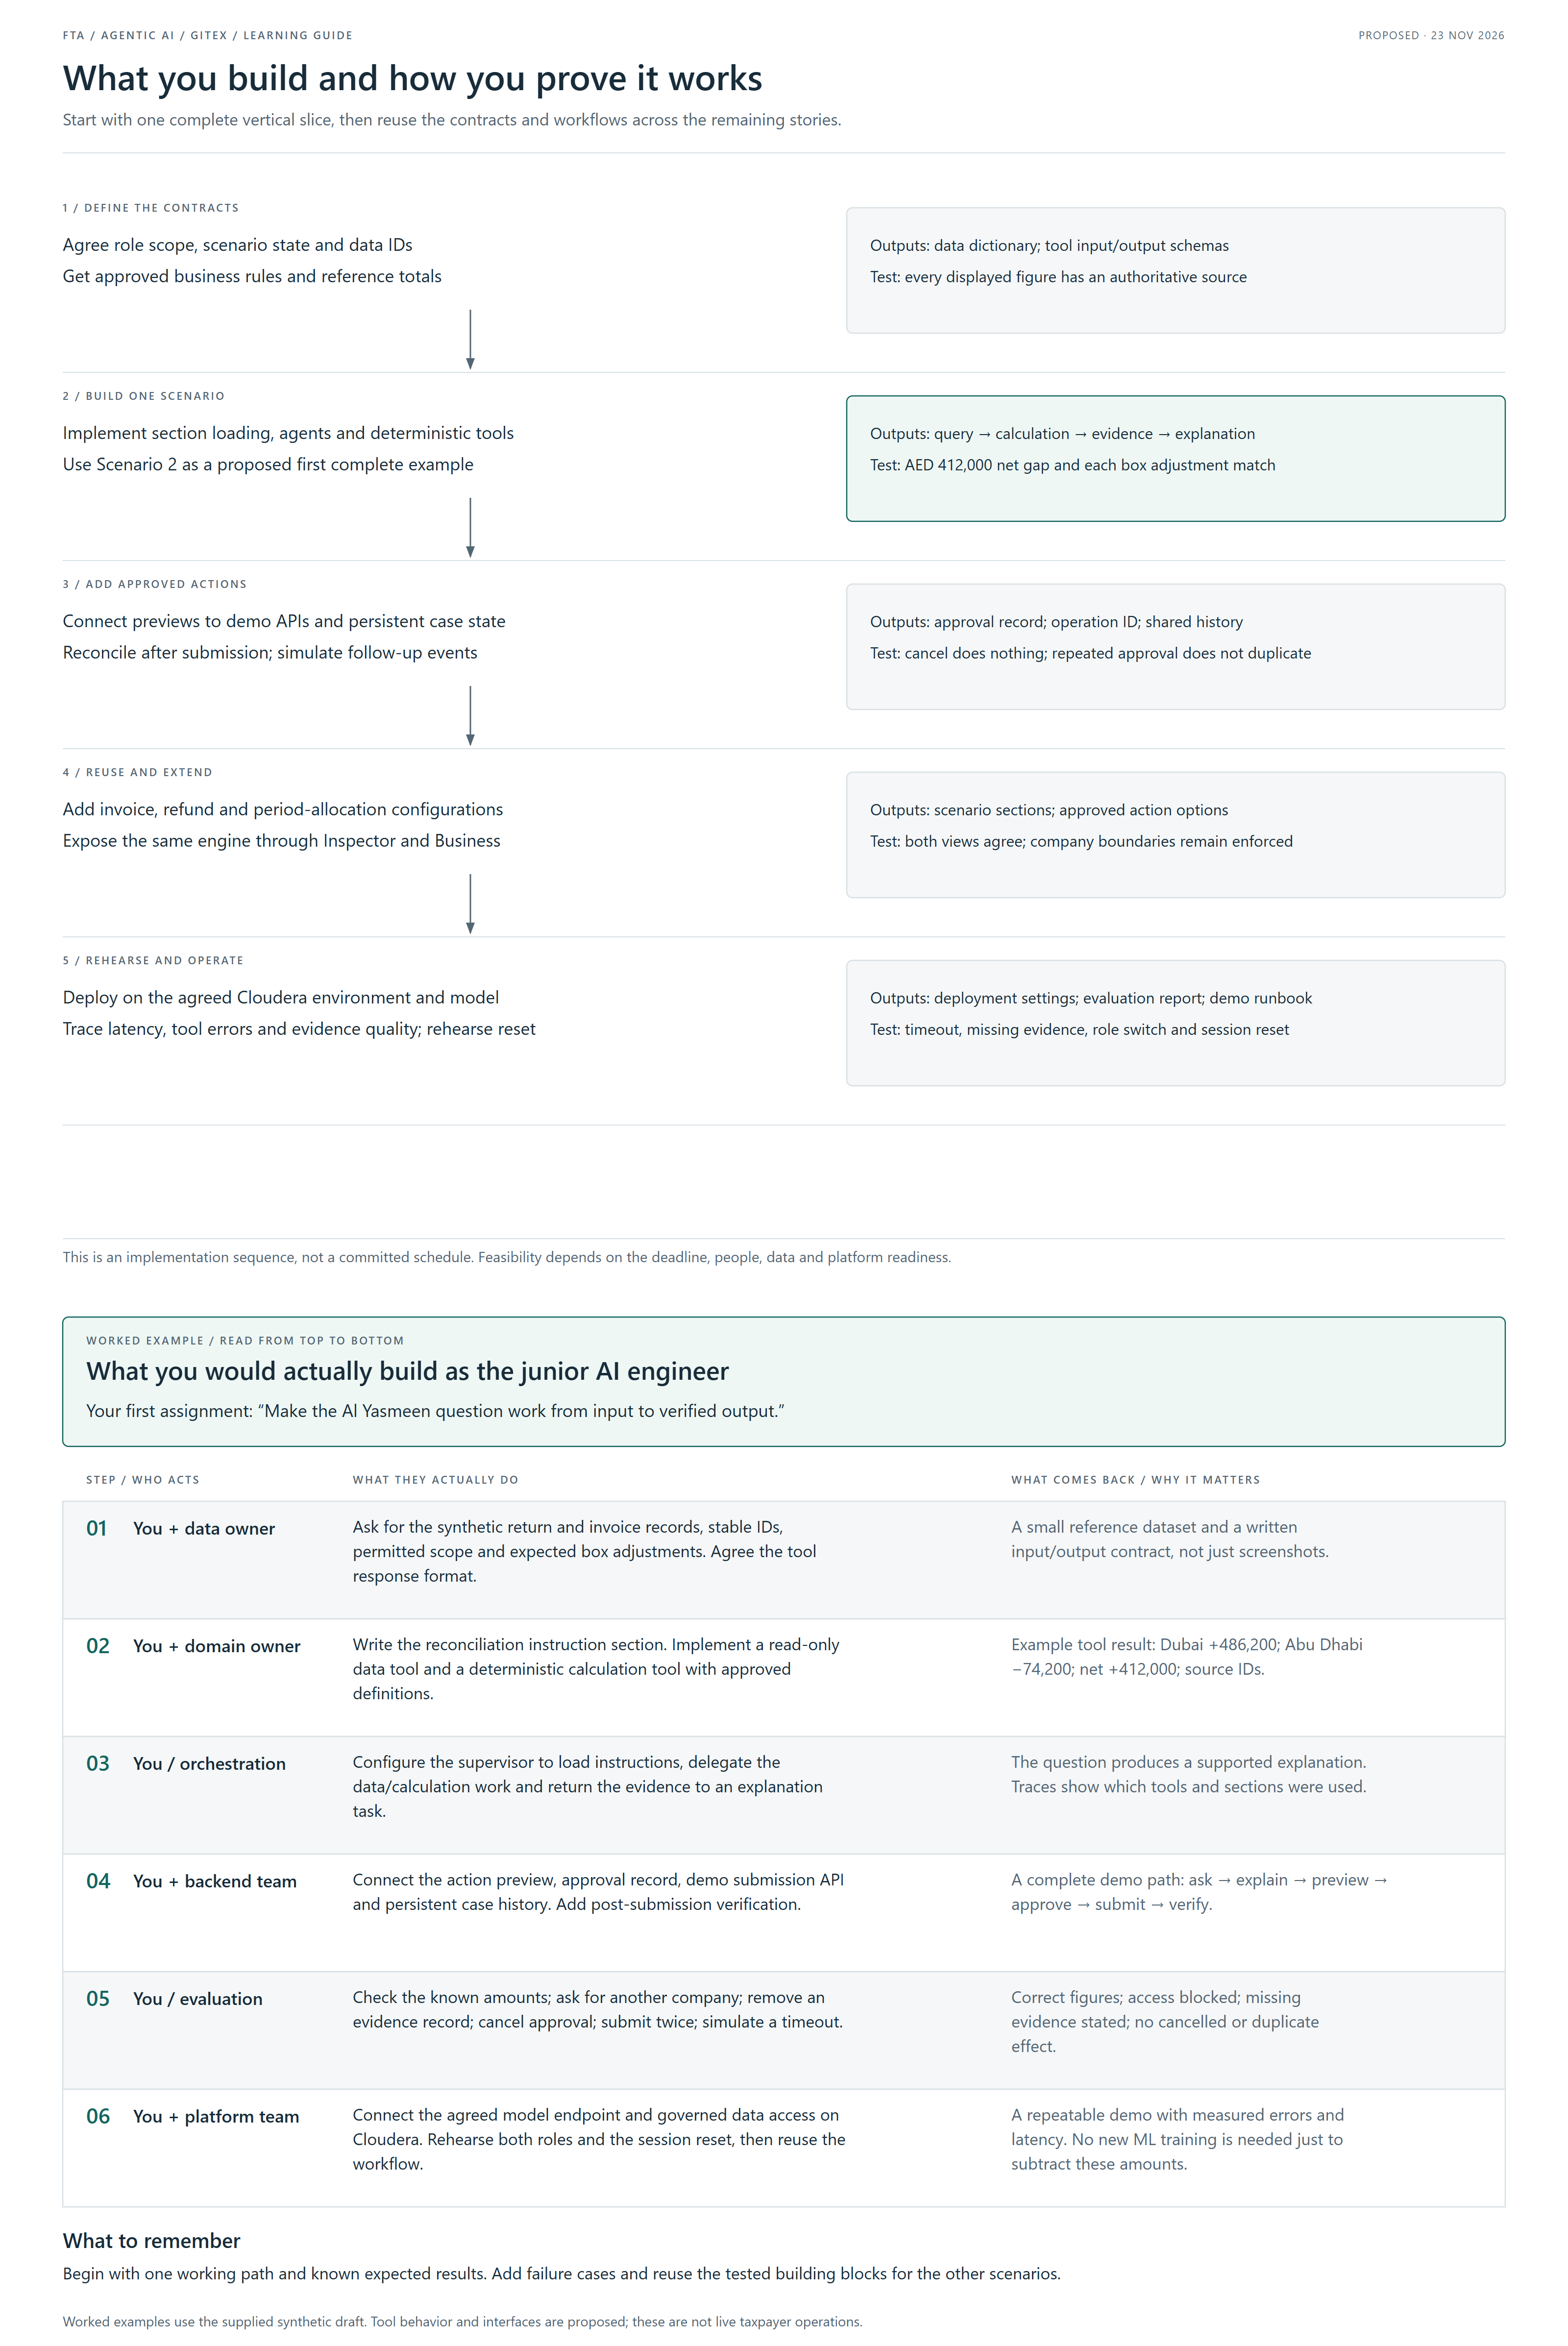 FTA / AGENTIC AI / GITEX / LEARNING GUIDE
PROPOSED · 23 NOV 2026
What you build and how you prove it works
Start with one complete vertical slice, then reuse the contracts and workflows across the remaining stories.
1 / DEFINE THE CONTRACTS
Agree role scope, scenario state and data IDs
Get approved business rules and reference totals
Outputs: data dictionary; tool input/output schemas
Test: every displayed figure has an authoritative source
2 / BUILD ONE SCENARIO
Implement section loading, agents and deterministic tools
Use Scenario 2 as a proposed first complete example
Outputs: query → calculation → evidence → explanation
Test: AED 412,000 net gap and each box adjustment match
3 / ADD APPROVED ACTIONS
Connect previews to demo APIs and persistent case state
Reconcile after submission; simulate follow-up events
Outputs: approval record; operation ID; shared history
Test: cancel does nothing; repeated approval does not duplicate
4 / REUSE AND EXTEND
Add invoice, refund and period-allocation configurations
Expose the same engine through Inspector and Business
Outputs: scenario sections; approved action options
Test: both views agree; company boundaries remain enforced
5 / REHEARSE AND OPERATE
Deploy on the agreed Cloudera environment and model
Trace latency, tool errors and evidence quality; rehearse reset
Outputs: deployment settings; evaluation report; demo runbook
Test: timeout, missing evidence, role switch and session reset
This is an implementation sequence, not a committed schedule. Feasibility depends on the deadline, people, data and platform readiness.
WORKED EXAMPLE / READ FROM TOP TO BOTTOM
What you would actually build as the junior AI engineer
Your first assignment: “Make the Al Yasmeen question work from input to verified output.”
STEP / WHO ACTS
WHAT THEY ACTUALLY DO
WHAT COMES BACK / WHY IT MATTERS
01 You + data owner
Ask for the synthetic return and invoice records, stable IDs,
permitted scope and expected box adjustments. Agree the tool
response format.
A small reference dataset and a written
input/output contract, not just screenshots.
02 You + domain owner
Write the reconciliation instruction section. Implement a read-only
data tool and a deterministic calculation tool with approved
definitions.
Example tool result: Dubai +486,200; Abu Dhabi
−74,200; net +412,000; source IDs.
03 You / orchestration
Configure the supervisor to load instructions, delegate the
data/calculation work and return the evidence to an explanation
task.
The question produces a supported explanation.
Traces show which tools and sections were used.
04 You + backend team
Connect the action preview, approval record, demo submission API
and persistent case history. Add post-submission verification.
A complete demo path: ask → explain → preview →
approve → submit → verify.
05 You / evaluation
Check the known amounts; ask for another company; remove an
evidence record; cancel approval; submit twice; simulate a timeout.
Correct figures; access blocked; missing
evidence stated; no cancelled or duplicate
effect.
06 You + platform team
Connect the agreed model endpoint and governed data access on
Cloudera. Rehearse both roles and the session reset, then reuse the
workflow.
A repeatable demo with measured errors and
latency. No new ML training is needed just to
subtract these amounts.
What to remember
Begin with one working path and known expected results. Add failure cases and reuse the tested building blocks for the other scenarios.
Worked examples use the supplied synthetic draft. Tool behavior and interfaces are proposed; these are not live taxpayer operations.